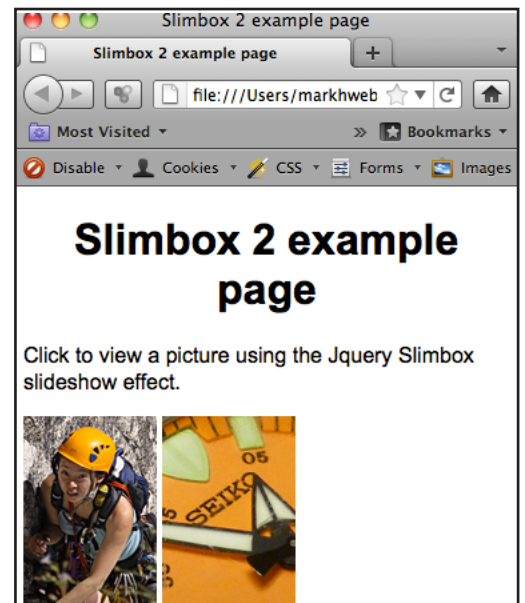 Slimbox 2 example page
Slimbox 2 example page
file:///Users/markhweb
Most Visited
» Bookmarks
Disable Cookies CSS Forms Images
Slimbox 2 example
page
Click to view a picture using the Jquery Slimbox
slideshow effect.
05
SEIKO